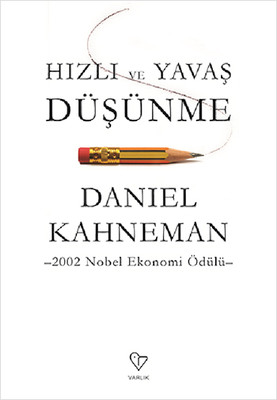 HIZLI VE YAVAŞ
DÜŞÜNME
DANIEL
KAHNEMAN
–2002 Nobel Ekonomi Ödülü–
VARLIK